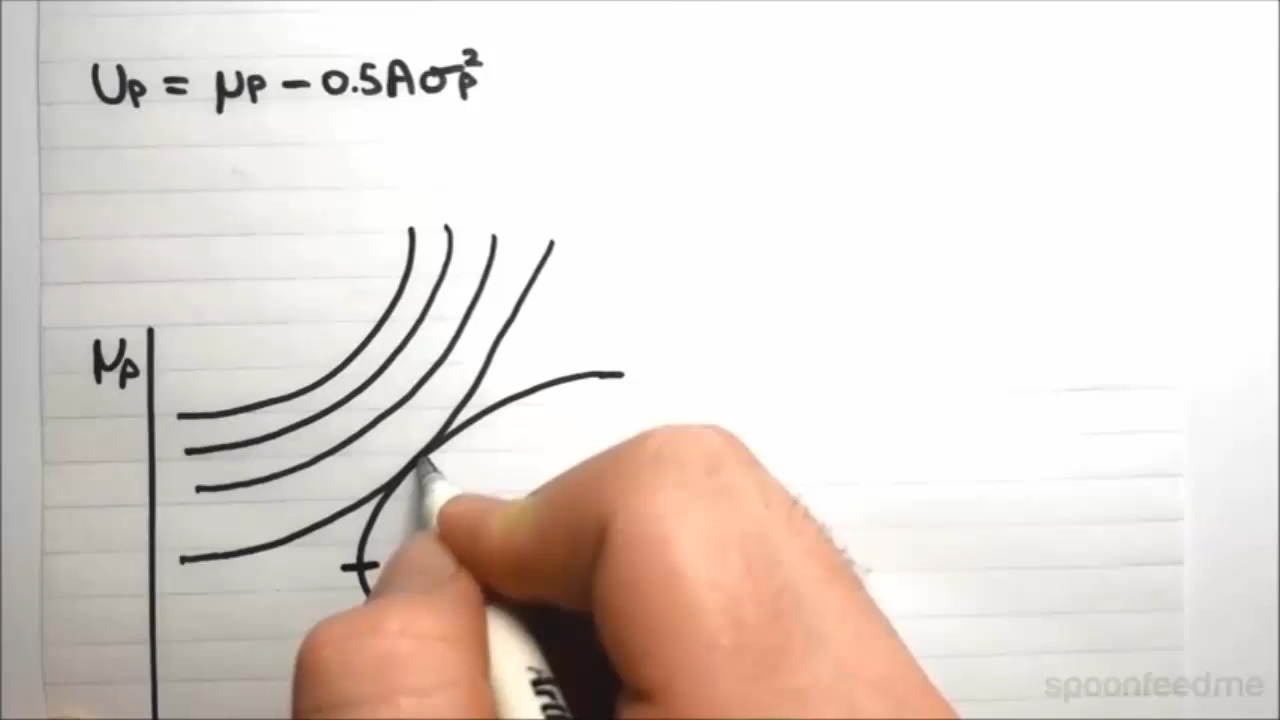 Up = μp − 0.5Aσp²
μp
spoonfeedme